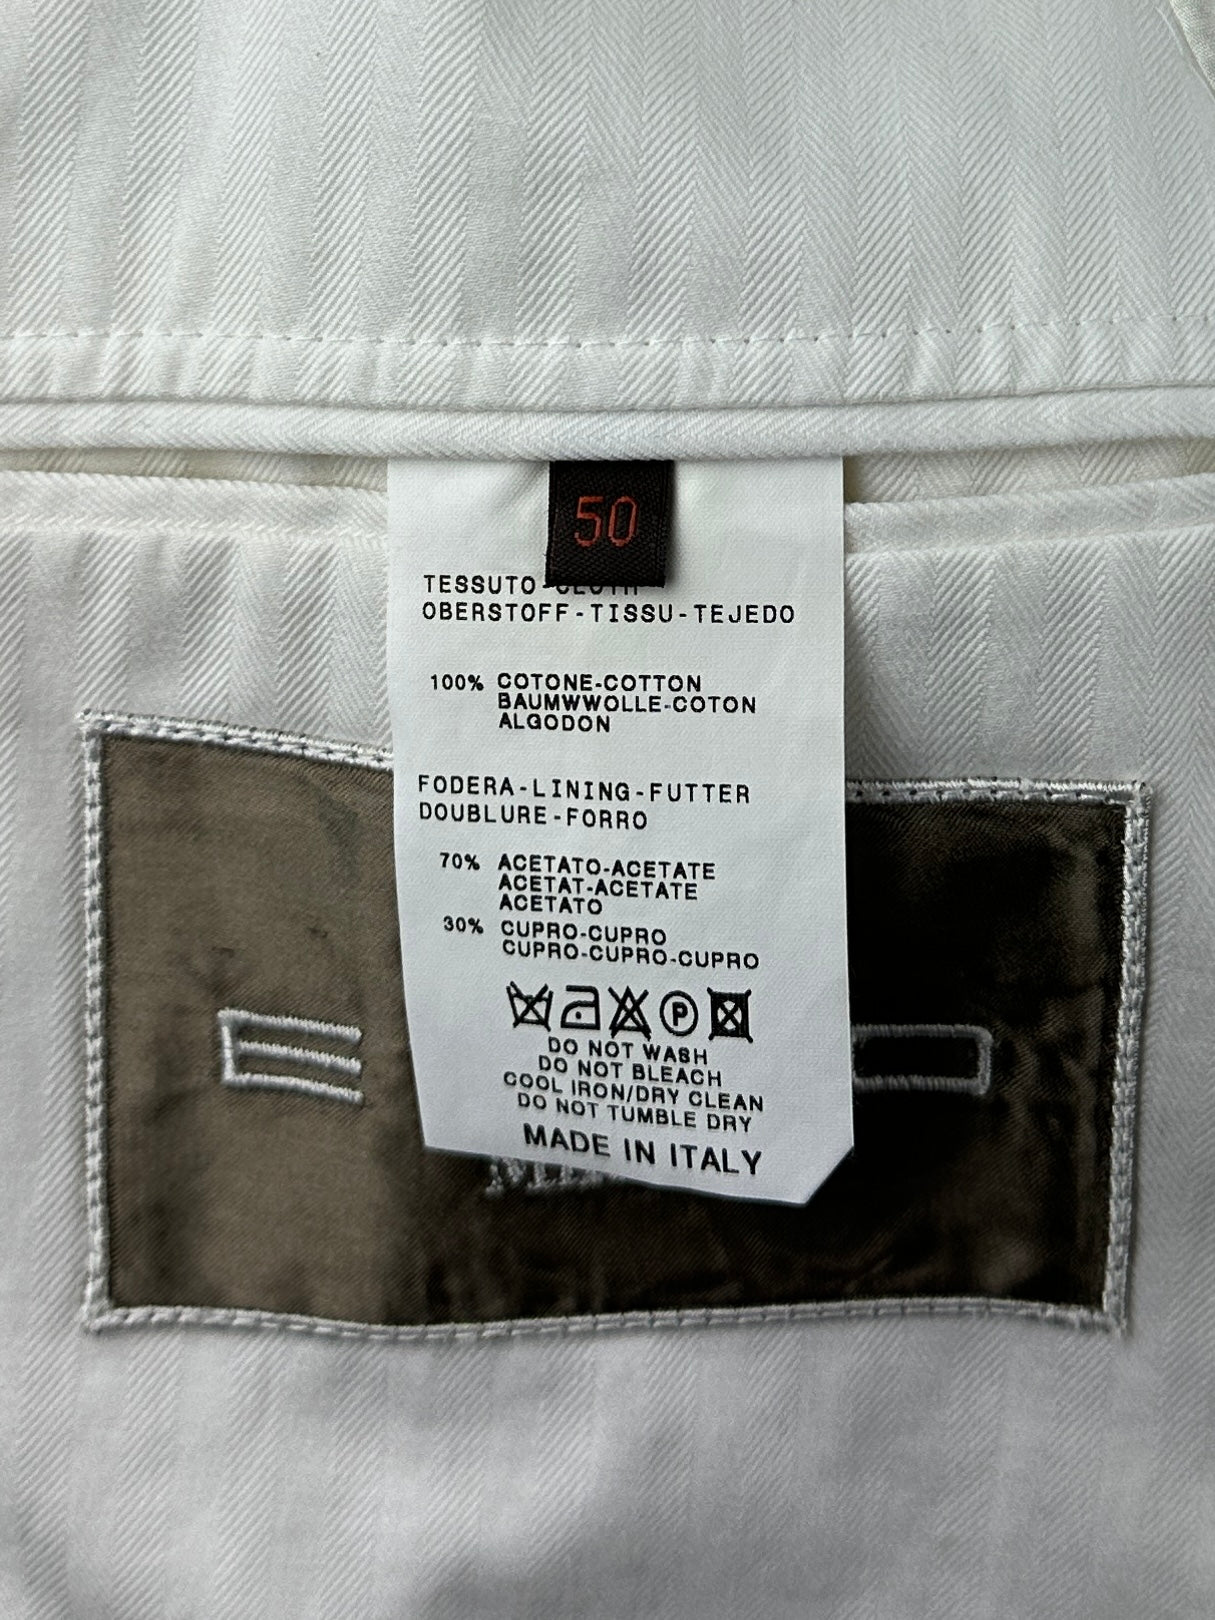 50
TESSUTO-CLOTH
OBERSTOFF-TISSU-TEJEDO
100% COTONE-COTTON
BAUMWWOLLE-COTON
ALGODON
FODERA-LINING-FUTTER
DOUBLURE-FORRO
70% ACETATO-ACETATE
ACETAT-ACETATE
ACETATO
30% CUPRO-CUPRO
CUPRO-CUPRO-CUPRO
P
DO NOT WASH
DO NOT BLEACH
COOL IRON/DRY CLEAN
DO NOT TUMBLE DRY
MADE IN ITALY